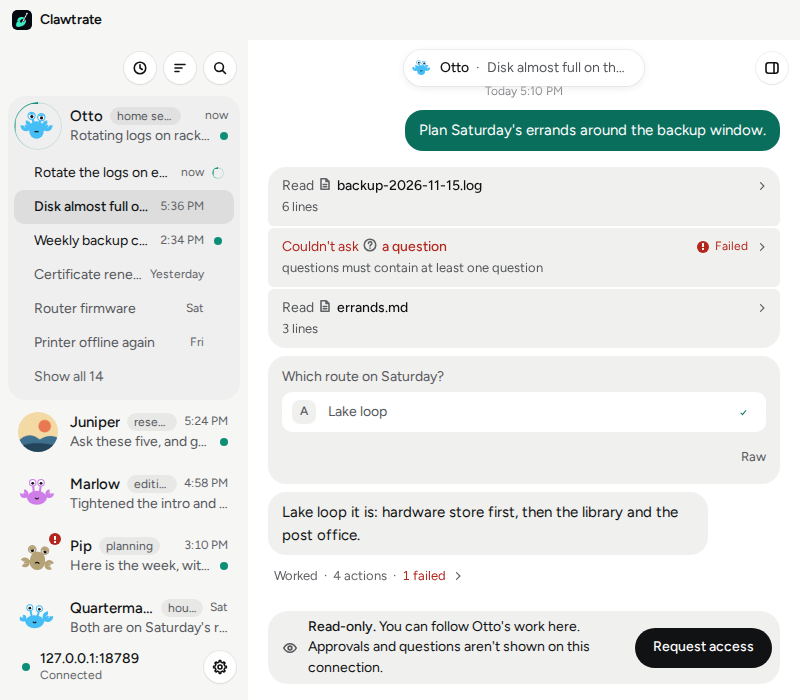 Clawtrate
Otto home se... now
Rotating logs on rack...
Rotate the logs on e... now
Disk almost full o... 5:36 PM
Weekly backup c... 2:34 PM
Certificate rene... Yesterday
Router firmware Sat
Printer offline again Fri
Show all 14
Juniper rese... 5:24 PM
Ask these five, and g...
Marlow editi... 4:58 PM
Tightened the intro and ...
Pip planning 3:10 PM
Here is the week, wit...
Quarterma... hou... Sat
Both are on Saturday's r...
127.0.0.1:18789
Connected
Otto · Disk almost full on th...
Today 5:10 PM
Plan Saturday's errands around the backup window.
Read backup-2026-11-15.log
6 lines
Couldn't ask a question Failed
questions must contain at least one question
Read errands.md
3 lines
Which route on Saturday?
A Lake loop
Raw
Lake loop it is: hardware store first, then the library and the
post office.
Worked · 4 actions · 1 failed
Read-only. You can follow Otto's work here.
Approvals and questions aren't shown on this
connection.
Request access